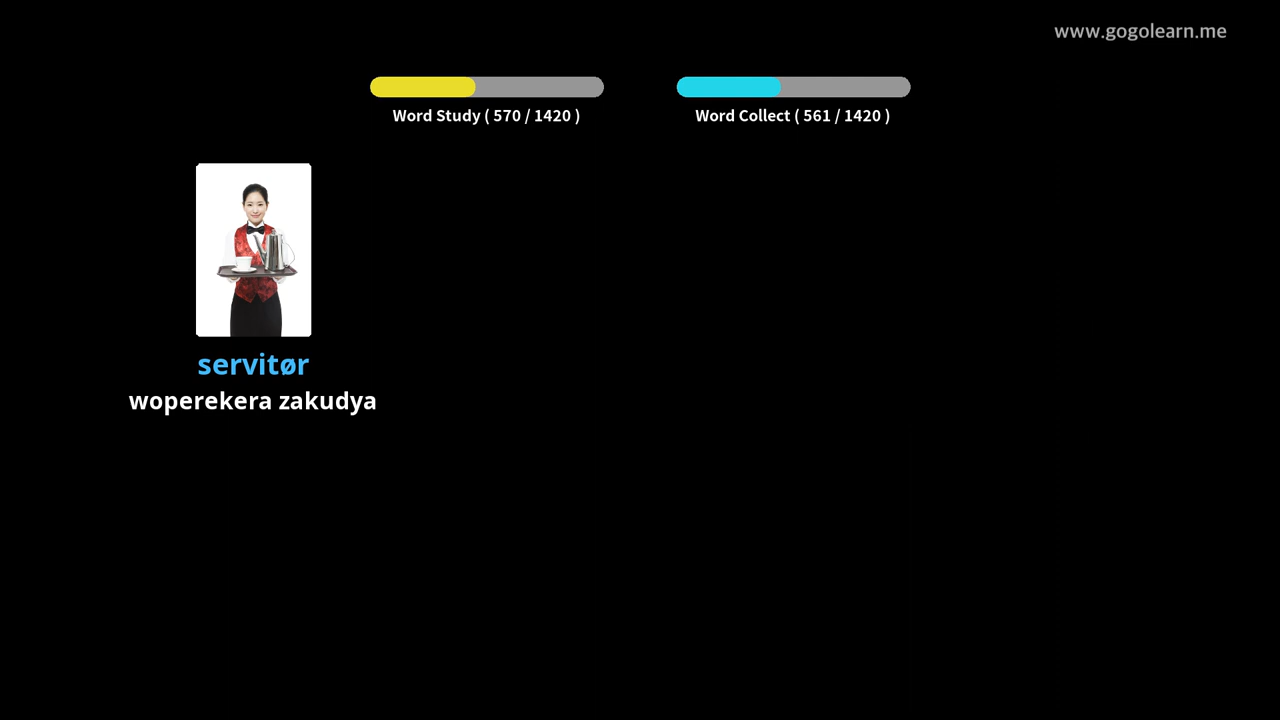 www.gogolearn.me
Word Study ( 570 / 1420 )
Word Collect ( 561 / 1420 )
servitør
woperekera zakudya